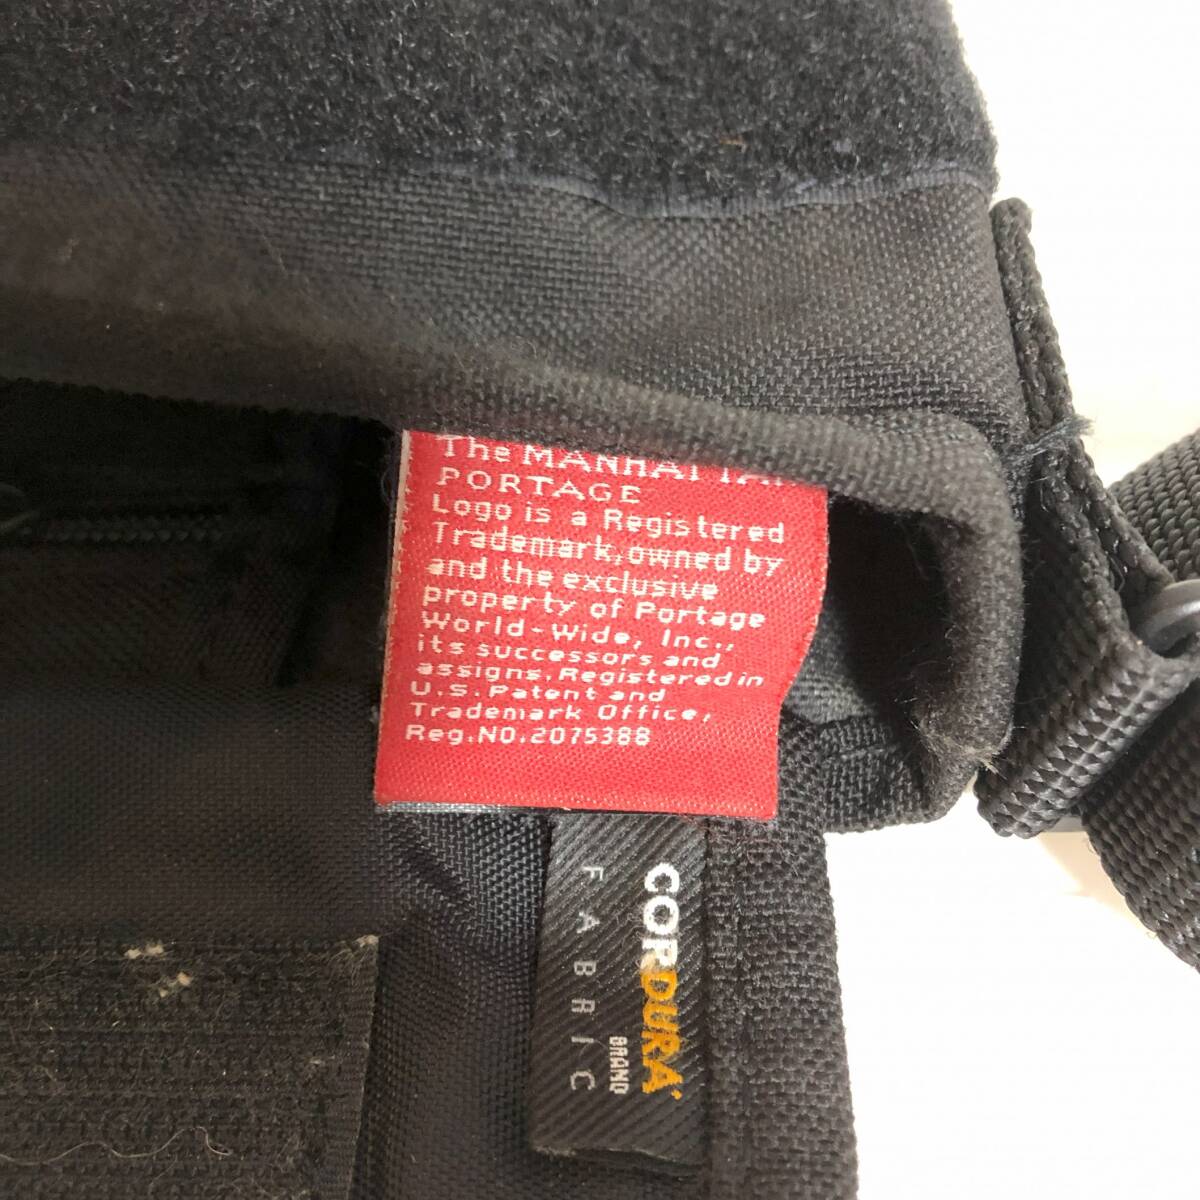 The MANHATTAN
PORTAGE
Logo is a Registered
Trademark, owned by
and the exclusive
property of Portage
World-Wide, Inc.,
its successors and
assigns. Registered in
U.S. Patent and
Trademark Office,
Reg.NO.2075388
CORDURA
BRAND
FABRIC